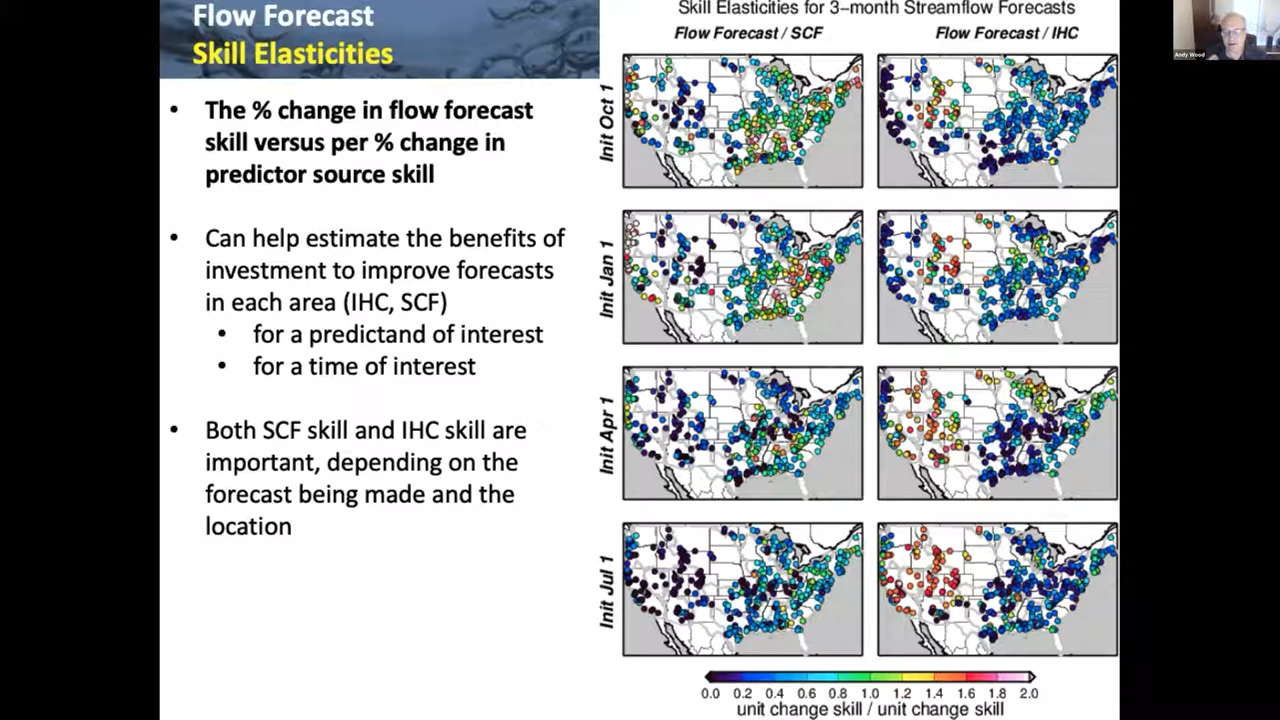 Flow Forecast
Skill Elasticities
• The % change in flow forecast
skill versus per % change in
predictor source skill
• Can help estimate the benefits of
investment to improve forecasts
in each area (IHC, SCF)
• for a predictand of interest
• for a time of interest
• Both SCF skill and IHC skill are
important, depending on the
forecast being made and the
location
Skill Elasticities for 3-month Streamflow Forecasts
Flow Forecast / SCF
Flow Forecast / IHC
Init Oct 1
Init Jan 1
Init Apr 1
Init Jul 1
0.0 0.2 0.4 0.6 0.8 1.0 1.2 1.4 1.6 1.8 2.0
unit change skill / unit change skill
Andy Wood